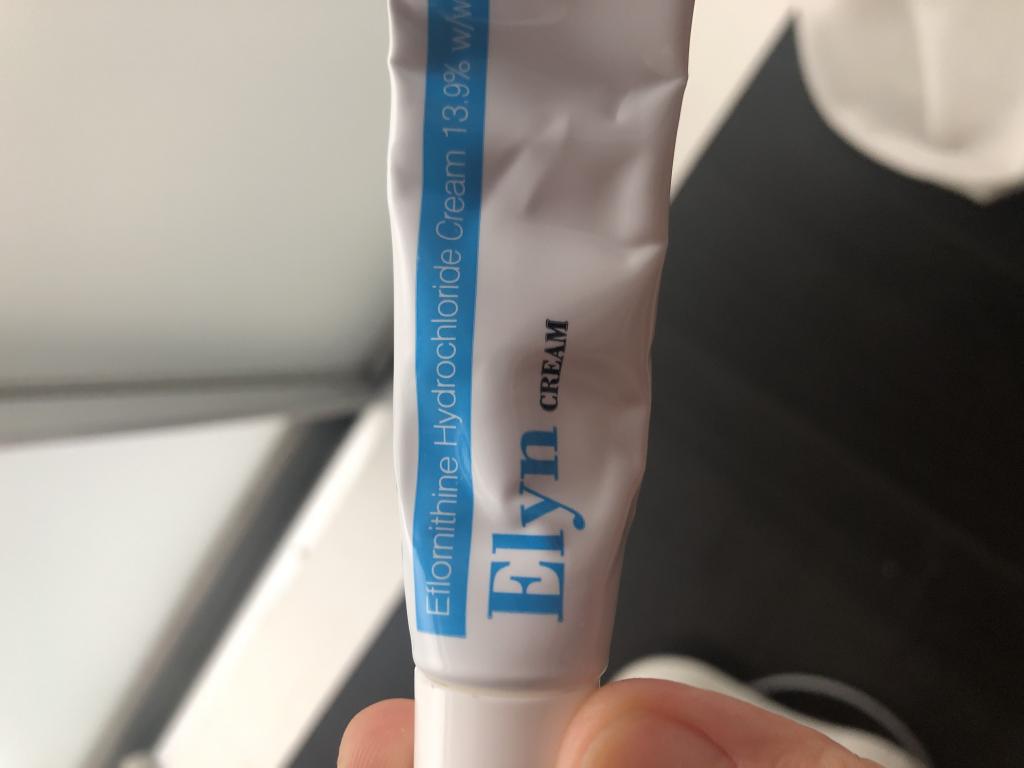 Eflornithine Hydrochloride Cream 13.9% w/w
Elyn CREAM